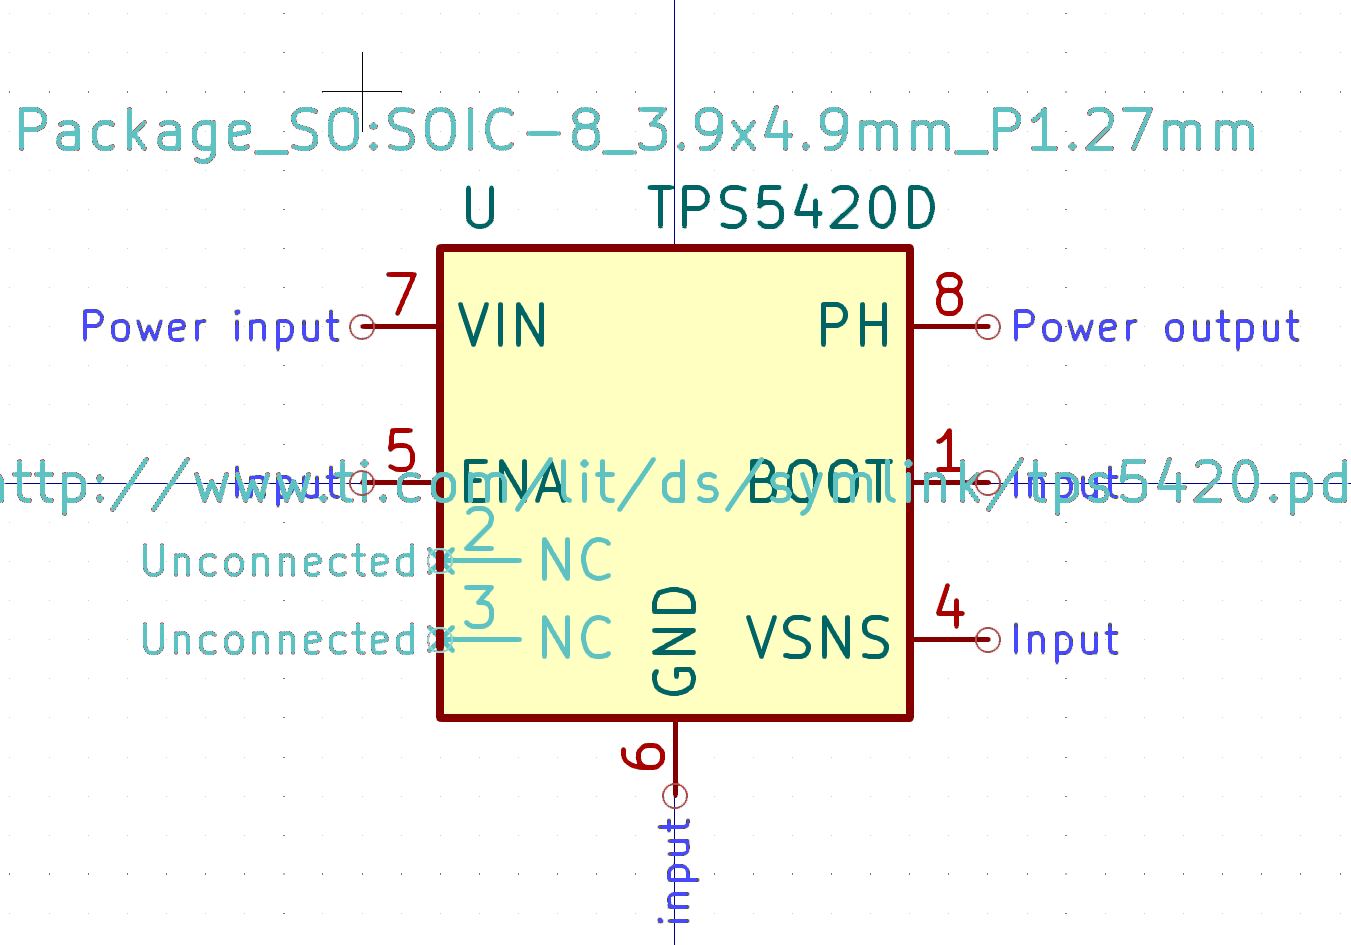 Package_SO:SOIC-8_3.9x4.9mm_P1.27mm
U TPS5420D
Power input 7 VIN PH 8 Power output
Input 5 ENA BOOT 1 Input
ttp://www.ti.com/lit/ds/symlink/tps5420.pd
Unconnected 2 NC
Unconnected 3 NC
VSNS 4 Input
GND
6
input